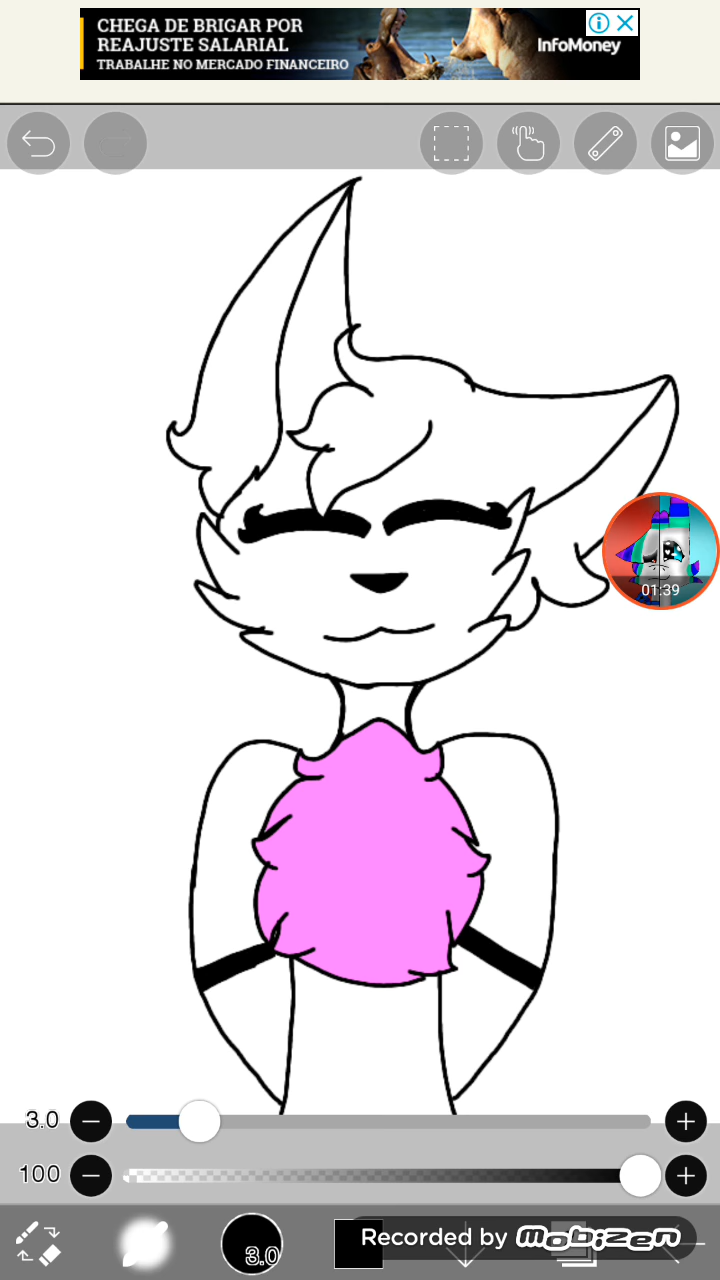 CHEGA DE BRIGAR POR
REAJUSTE SALARIAL
TRABALHE NO MERCADO FINANCEIRO
InfoMoney
01:39
3.0
100
3.0
Recorded by mobizen